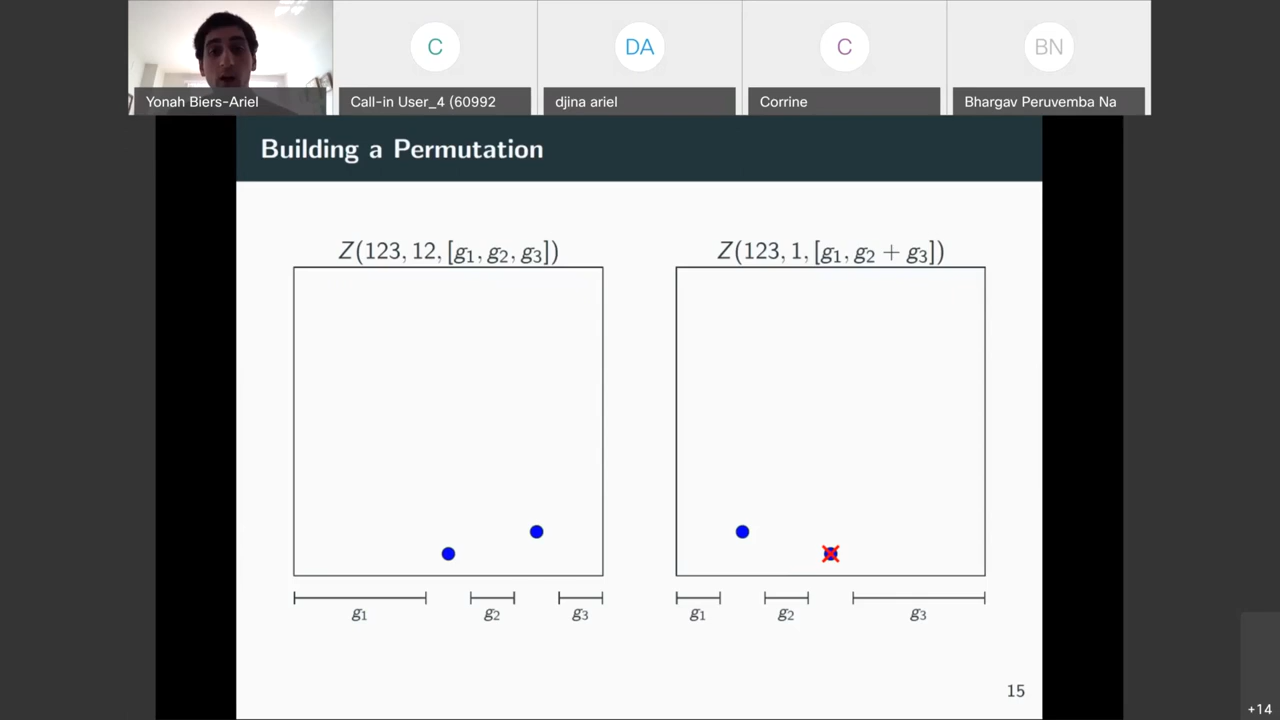 C
DA
C
BN
Yonah Biers-Ariel
Call-in User_4 (60992
djina ariel
Corrine
Bhargav Peruvemba Na
Building a Permutation
Z(123, 12, [g₁, g₂, g₃])
Z(123, 1, [g₁, g₂ + g₃])
g₁
g₂
g₃
g₁
g₂
g₃
15
+14